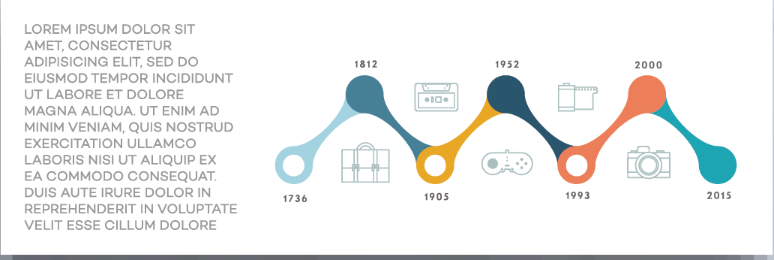 LOREM IPSUM DOLOR SIT
AMET, CONSECTETUR
ADIPISICING ELIT, SED DO
EIUSMOD TEMPOR INCIDIDUNT
UT LABORE ET DOLORE
MAGNA ALIQUA. UT ENIM AD
MINIM VENIAM, QUIS NOSTRUD
EXERCITATION ULLAMCO
LABORIS NISI UT ALIQUIP EX
EA COMMODO CONSEQUAT.
DUIS AUTE IRURE DOLOR IN
REPREHENDERIT IN VOLUPTATE
VELIT ESSE CILLUM DOLORE
1812
1952
2000
1736
1905
1993
2015